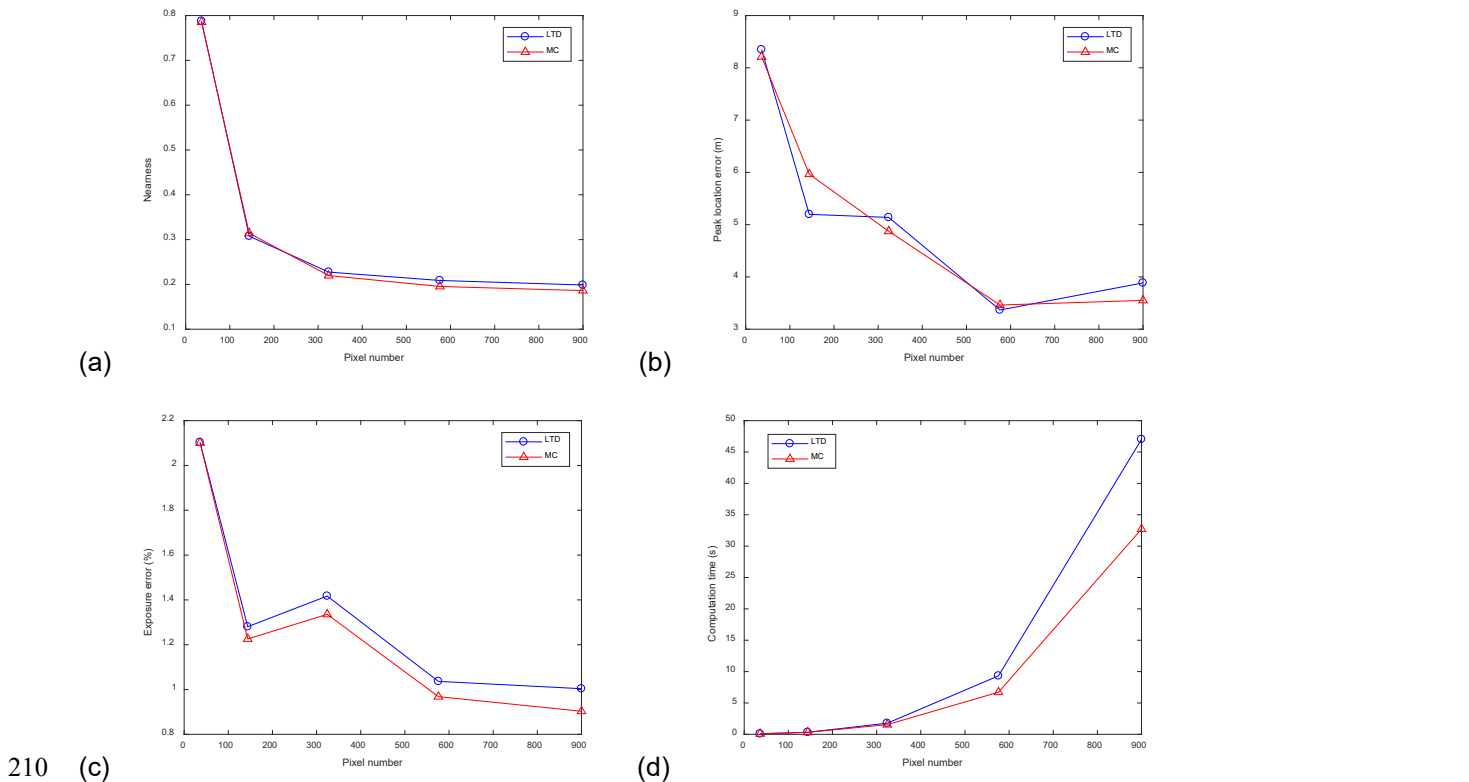 0.8
0.7
0.6
0.5
0.4
0.3
0.2
0.1
Nearness
0 100 200 300 400 500 600 700 800 900
Pixel number
LTD
MC
(a)
9
8
7
6
5
4
3
Peak location error (m)
0 100 200 300 400 500 600 700 800 900
Pixel number
LTD
MC
(b)
2.2
2
1.8
1.6
1.4
1.2
1
0.8
Exposure error (%)
0 100 200 300 400 500 600 700 800 900
Pixel number
LTD
MC
210 (c)
50
45
40
35
30
25
20
15
10
5
0
Computation time (s)
0 100 200 300 400 500 600 700 800 900
Pixel number
LTD
MC
(d)